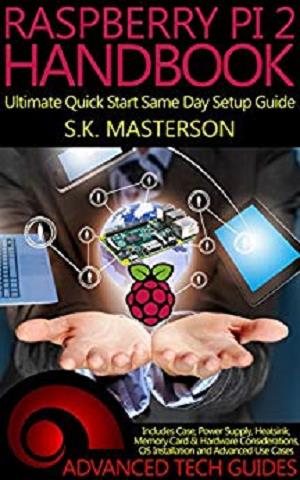 RASPBERRY PI 2
HANDBOOK
Ultimate Quick Start Same Day Setup Guide
S.K. MASTERSON
Includes Case, Power Supply, Heatsink,
Memory Card & Hardware Considerations,
OS Installation and Advanced Use Cases
ADVANCED TECH GUIDES